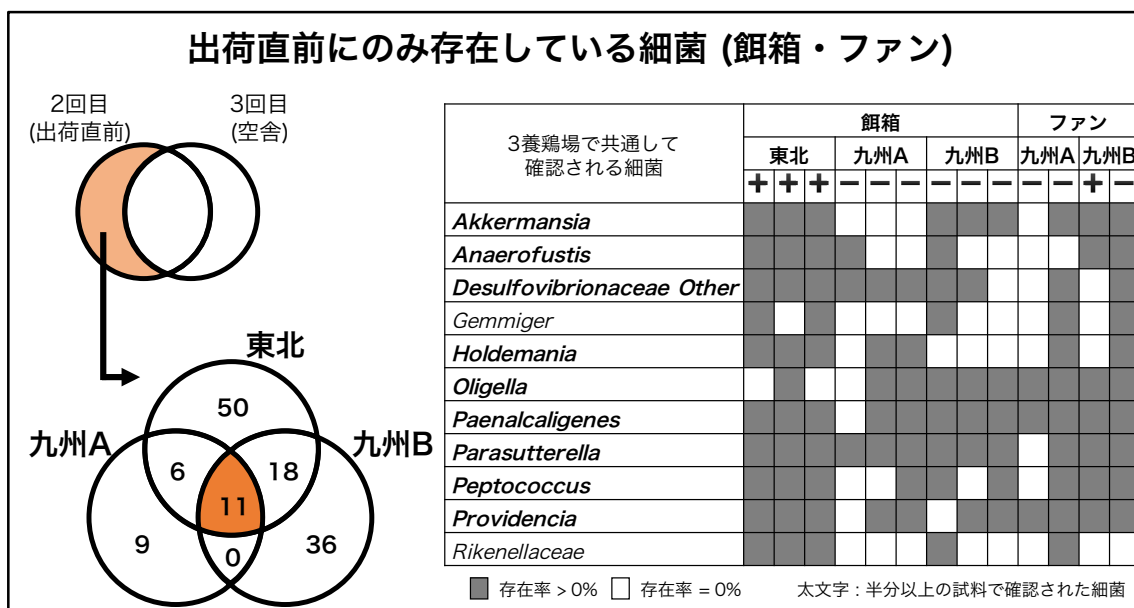 出荷直前にのみ存在している細菌 (餌箱・ファン)
2回目
(出荷直前)
3回目
(空舎)
東北
50
九州A
九州B
6
18
11
9
0
36
3養鶏場で共通して
確認される細菌
餌箱 ファン
東北 九州A 九州B 九州A 九州B
+ + + − − − − − − − − + −
Akkermansia
Anaerofustis
Desulfovibrionaceae Other
Gemmiger
Holdemania
Oligella
Paenalcaligenes
Parasutterella
Peptococcus
Providencia
Rikenellaceae
存在率 > 0% 存在率 = 0% 太文字：半分以上の試料で確認された細菌